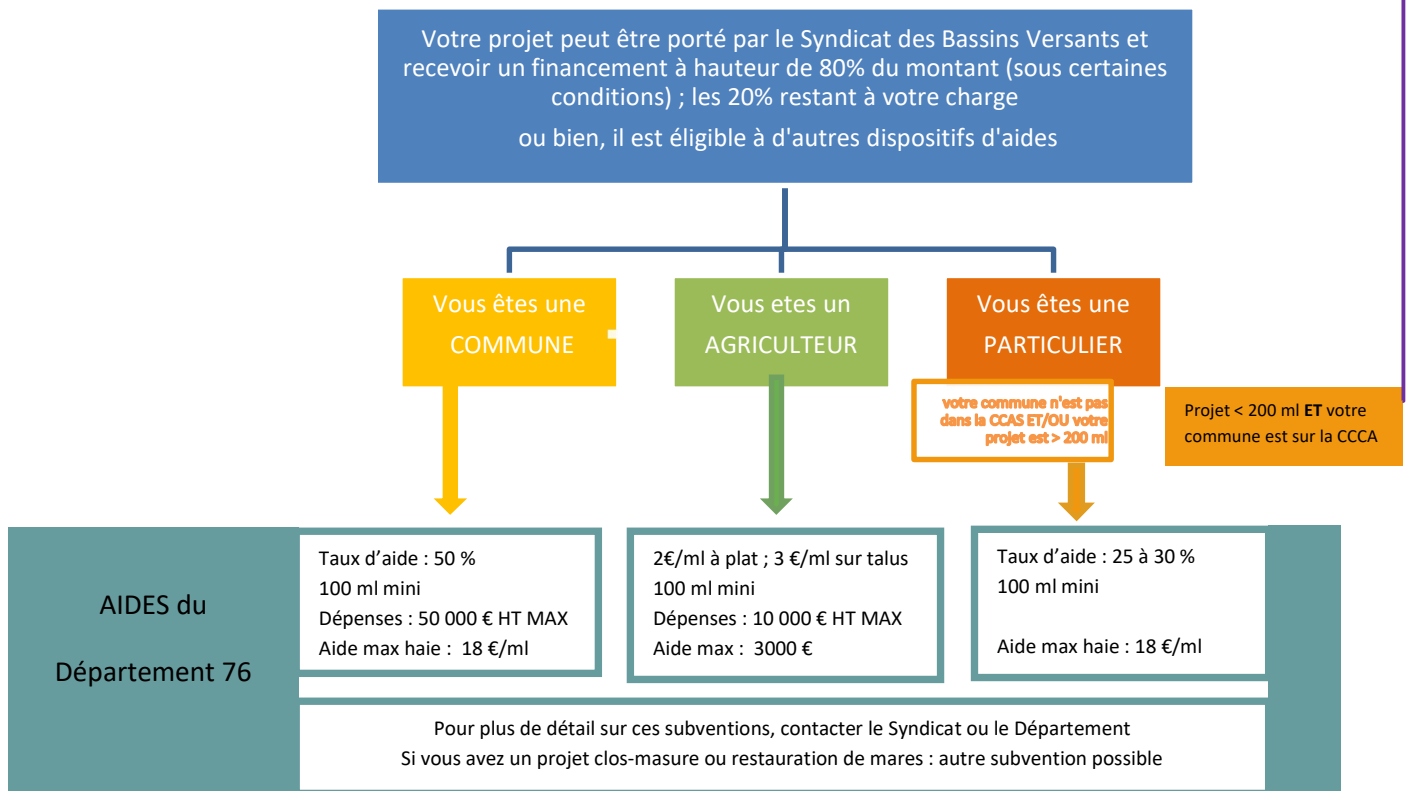 Votre projet peut être porté par le Syndicat des Bassins Versants et
recevoir un financement à hauteur de 80% du montant (sous certaines
conditions) ; les 20% restant à votre charge
ou bien, il est éligible à d'autres dispositifs d'aides
Vous êtes une
COMMUNE
Vous etes un
AGRICULTEUR
Vous êtes une
PARTICULIER
votre commune n'est pas
dans la CCAS ET/OU votre
projet est > 200 ml
Projet < 200 ml ET votre
commune est sur la CCCA
AIDES du
Département 76
Taux d’aide : 50 %
100 ml mini
Dépenses : 50 000 € HT MAX
Aide max haie : 18 €/ml
2€/ml à plat ; 3 €/ml sur talus
100 ml mini
Dépenses : 10 000 € HT MAX
Aide max : 3000 €
Taux d’aide : 25 à 30 %
100 ml mini
Aide max haie : 18 €/ml
Pour plus de détail sur ces subventions, contacter le Syndicat ou le Département
Si vous avez un projet clos-masure ou restauration de mares : autre subvention possible